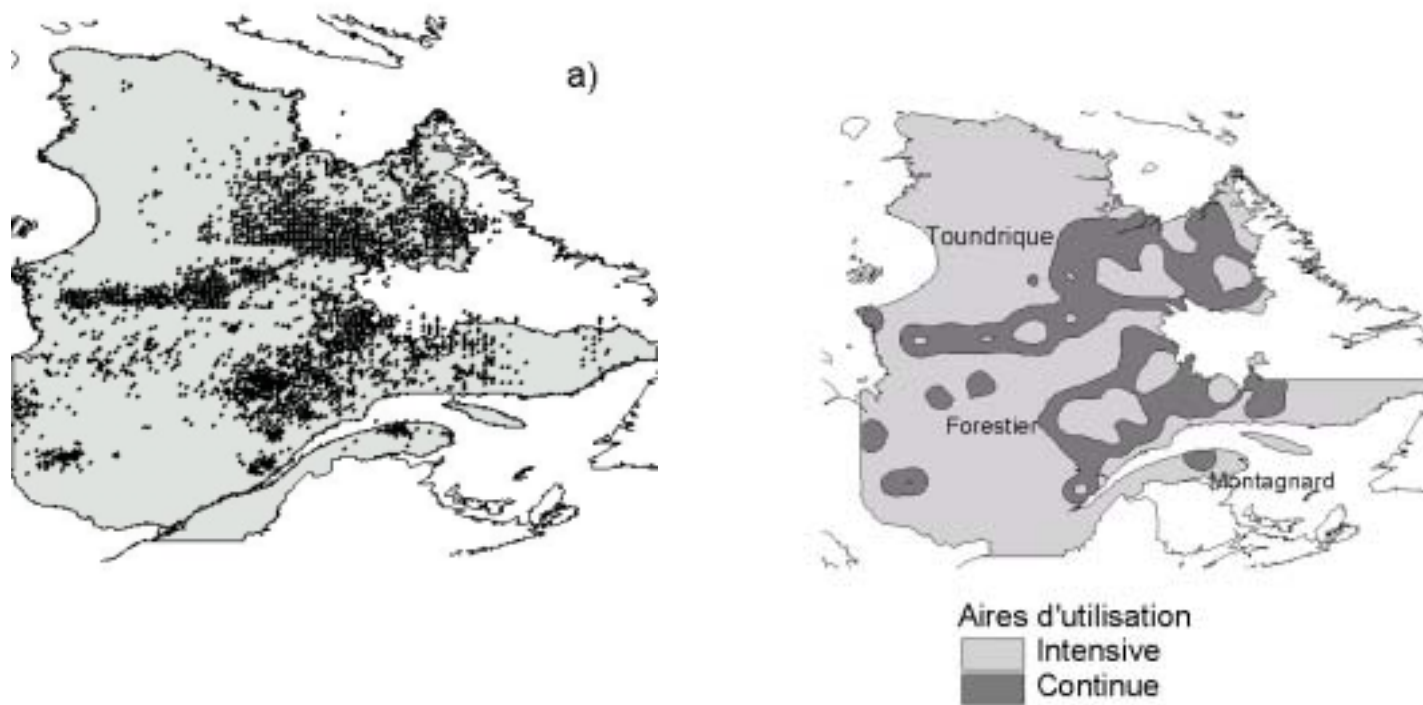 a)
Toundrique
Forestier
Montagnard
Aires d'utilisation
Intensive
Continue